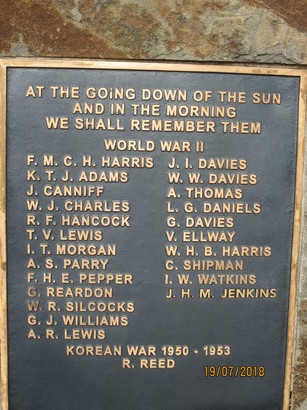 AT THE GOING DOWN OF THE SUN
AND IN THE MORNING
WE SHALL REMEMBER THEM
WORLD WAR II
F. M. C. H. HARRIS
K. T. J. ADAMS
J. CANNIFF
W. J. CHARLES
R. F. HANCOCK
T. V. LEWIS
I. T. MORGAN
A. S. PARRY
F. H. E. PEPPER
G. REARDON
W. R. SILCOCKS
G. J. WILLIAMS
A. R. LEWIS
J. I. DAVIES
W. W. DAVIES
A. THOMAS
L. G. DANIELS
G. DAVIES
V. ELLWAY
W. H. B. HARRIS
C. SHIPMAN
I. W. WATKINS
J. H. M. JENKINS
KOREAN WAR 1950 - 1953
R. REED
19/07/2018